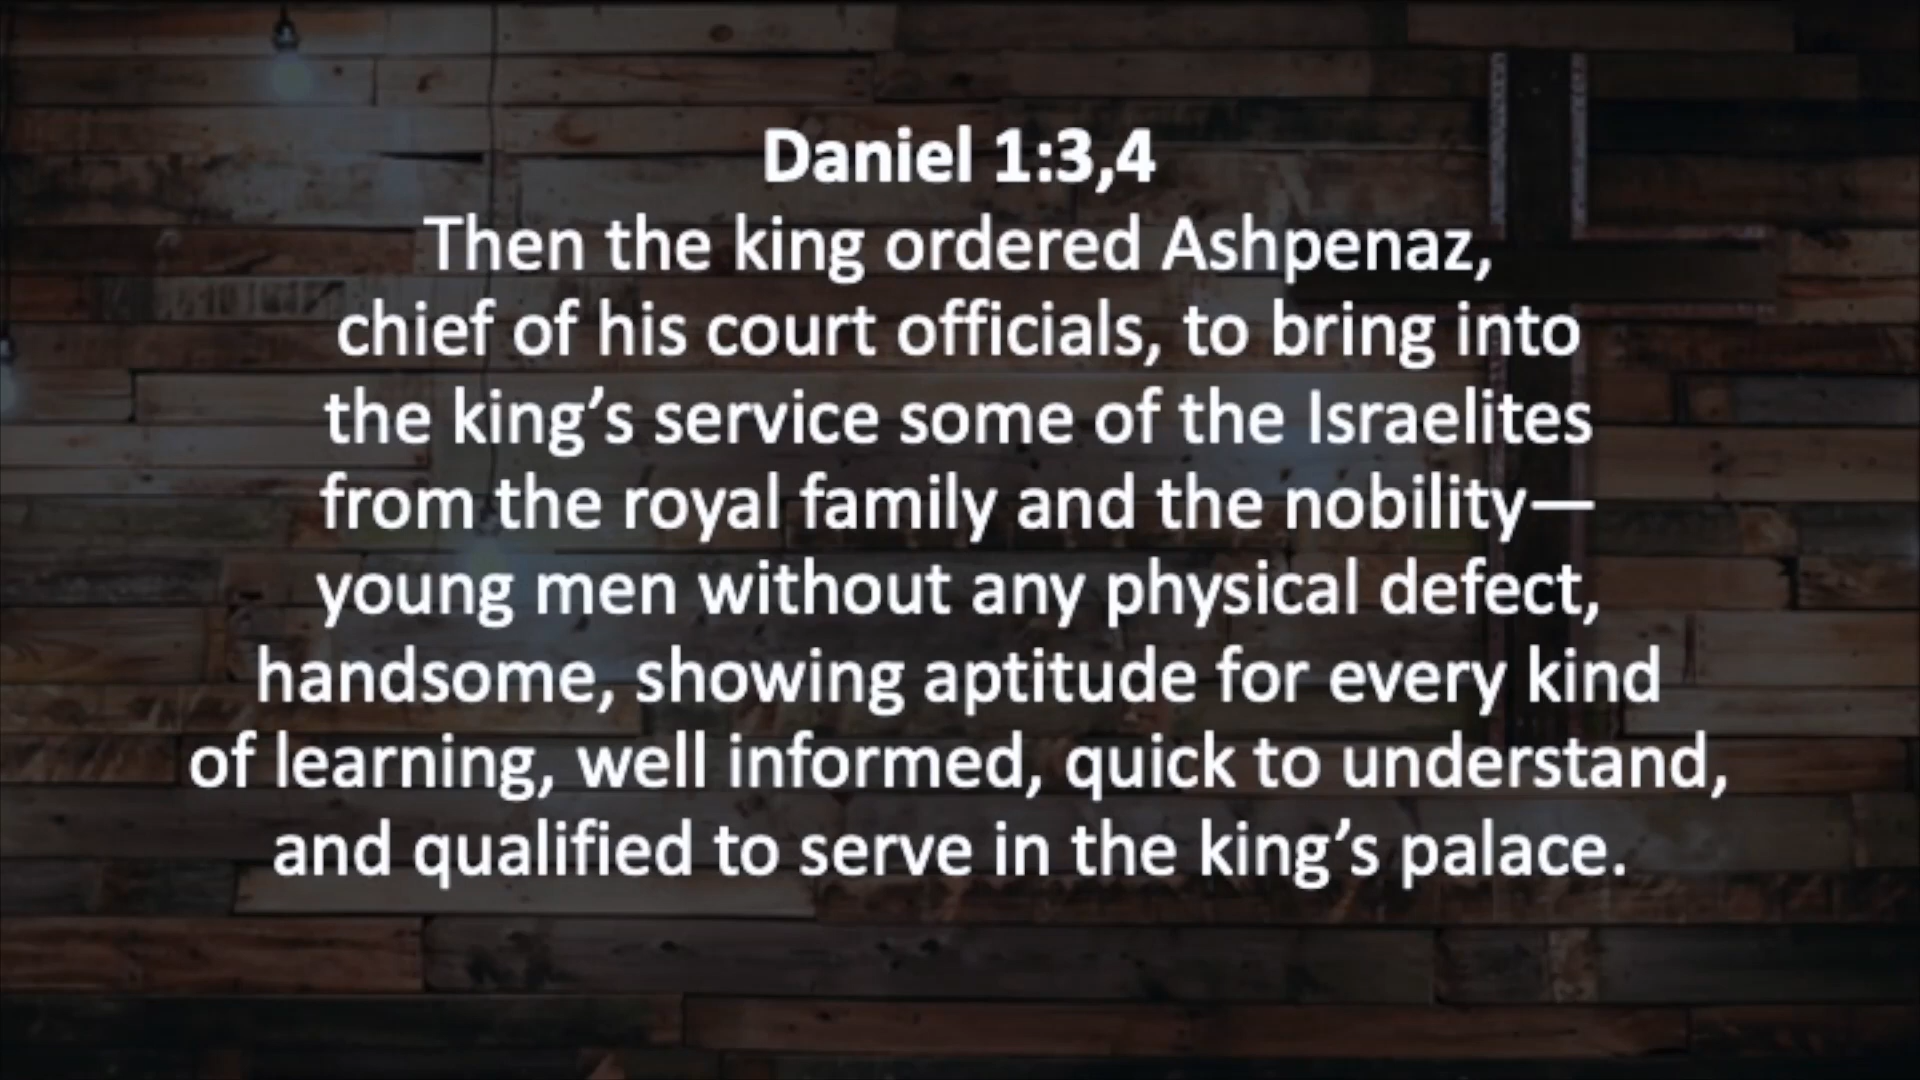 Daniel 1:3,4
Then the king ordered Ashpenaz,
chief of his court officials, to bring into
the king’s service some of the Israelites
from the royal family and the nobility—
young men without any physical defect,
handsome, showing aptitude for every kind
of learning, well informed, quick to understand,
and qualified to serve in the king’s palace.